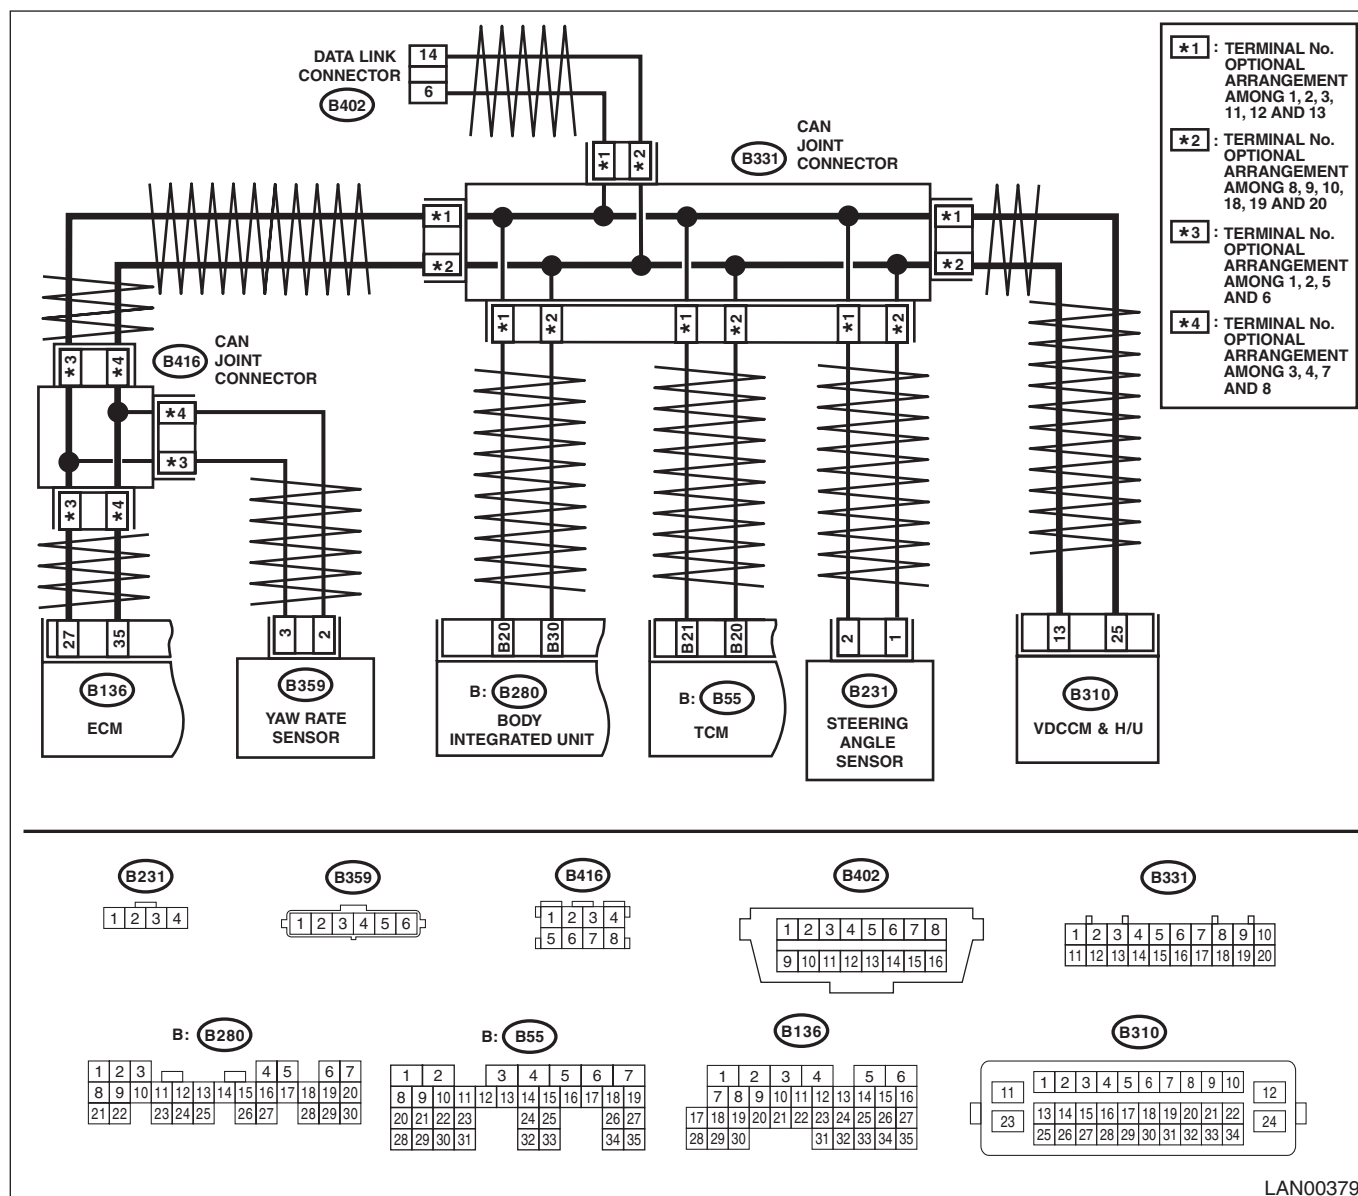 DATA LINK
CONNECTOR
B402
14
6
*1
*2
B331
CAN
JOINT
CONNECTOR
*1 : TERMINAL No.
OPTIONAL
ARRANGEMENT
AMONG 1, 2, 3,
11, 12 AND 13
*2 : TERMINAL No.
OPTIONAL
ARRANGEMENT
AMONG 8, 9, 10,
18, 19 AND 20
*3 : TERMINAL No.
OPTIONAL
ARRANGEMENT
AMONG 1, 2, 5
AND 6
*4 : TERMINAL No.
OPTIONAL
ARRANGEMENT
AMONG 3, 4, 7
AND 8
*1
*2
*1
*2
*1 *2 *1 *2 *1 *2
*3 *4
B416
CAN
JOINT
CONNECTOR
*4
*3
*3 *4
27 35
B136
ECM
3 2
B359
YAW RATE
SENSOR
B20 B30
B: B280
BODY
INTEGRATED UNIT
B21 B20
B: B55
TCM
2 1
B231
STEERING
ANGLE
SENSOR
13 25
B310
VDCCM & H/U
B231
1 2 3 4
B359
1 2 3 4 5 6
B416
1 2 3 4
5 6 7 8
B402
1 2 3 4 5 6 7 8
9 10 11 12 13 14 15 16
B331
1 2 3 4 5 6 7 8 9 10
11 12 13 14 15 16 17 18 19 20
B: B280
1 2 3 4 5 6 7
8 9 10 11 12 13 14 15 16 17 18 19 20
21 22 23 24 25 26 27 28 29 30
B: B55
1 2 3 4 5 6 7
8 9 10 11 12 13 14 15 16 17 18 19
20 21 22 23 24 25 26 27
28 29 30 31 32 33 34 35
B136
1 2 3 4 5 6
7 8 9 10 11 12 13 14 15 16
17 18 19 20 21 22 23 24 25 26 27
28 29 30 31 32 33 34 35
B310
11 1 2 3 4 5 6 7 8 9 10 12
23 13 14 15 16 17 18 19 20 21 22 24
25 26 27 28 29 30 31 32 33 34
LAN00379